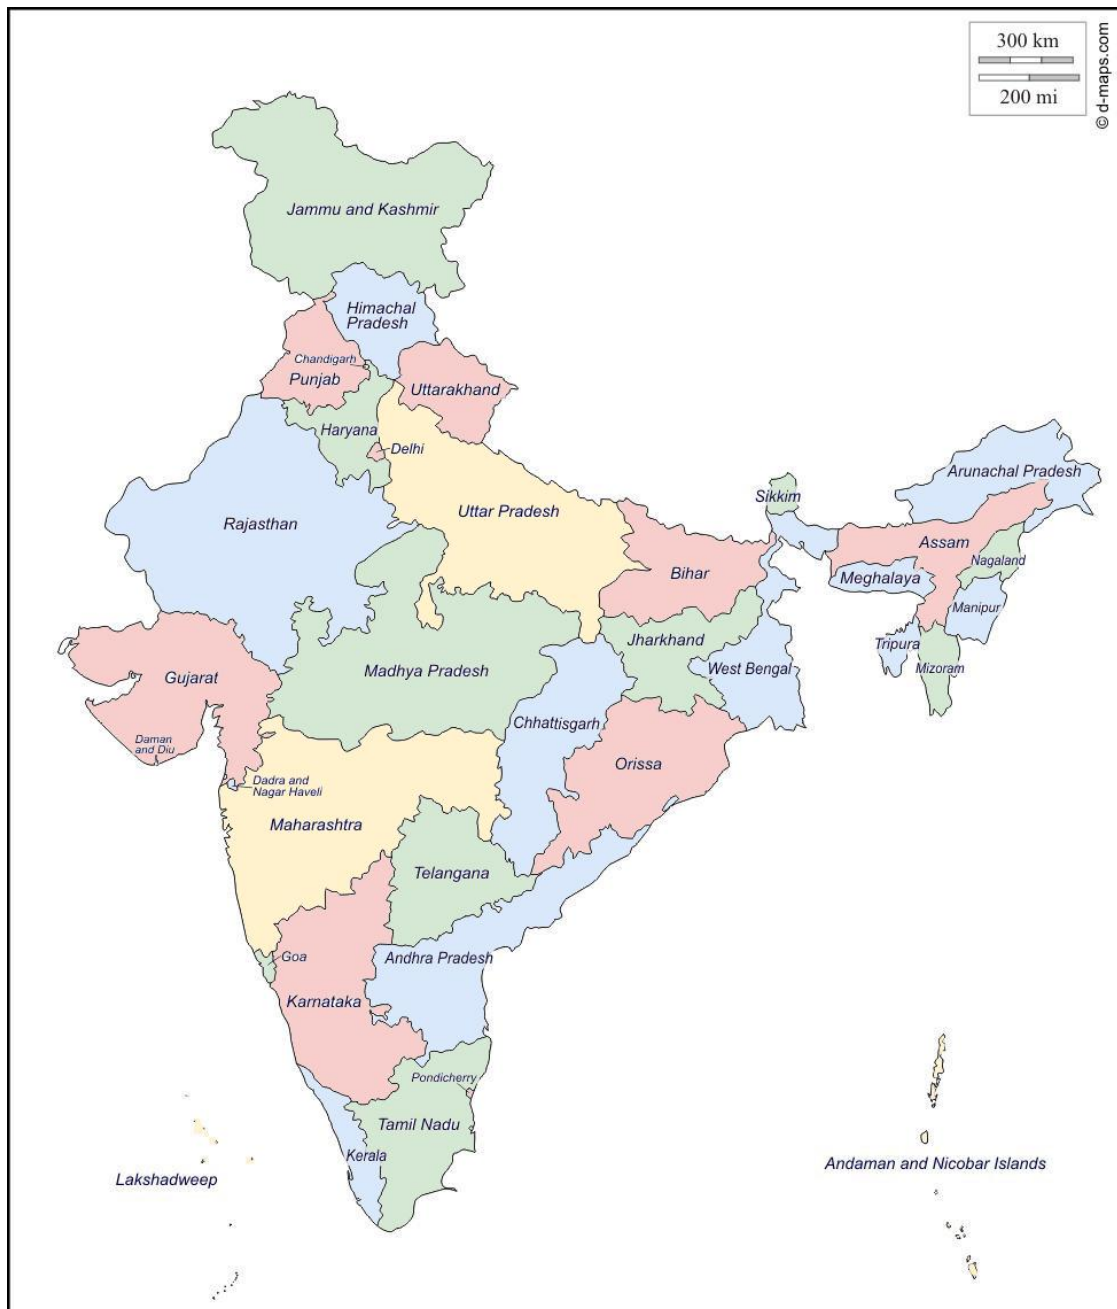 300 km
200 mi
© d-maps.com
Jammu and Kashmir
Himachal
Pradesh
Chandigarh
Punjab
Uttarakhand
Haryana
Delhi
Rajasthan
Uttar Pradesh
Sikkim
Arunachal Pradesh
Assam
Nagaland
Bihar
Meghalaya
Manipur
Jharkhand
Tripura
West Bengal
Mizoram
Gujarat
Madhya Pradesh
Chhattisgarh
Daman
and Diu
Orissa
Dadra and
Nagar Haveli
Maharashtra
Telangana
Goa
Andhra Pradesh
Karnataka
Pondicherry
Tamil Nadu
Kerala
Lakshadweep
Andaman and Nicobar Islands